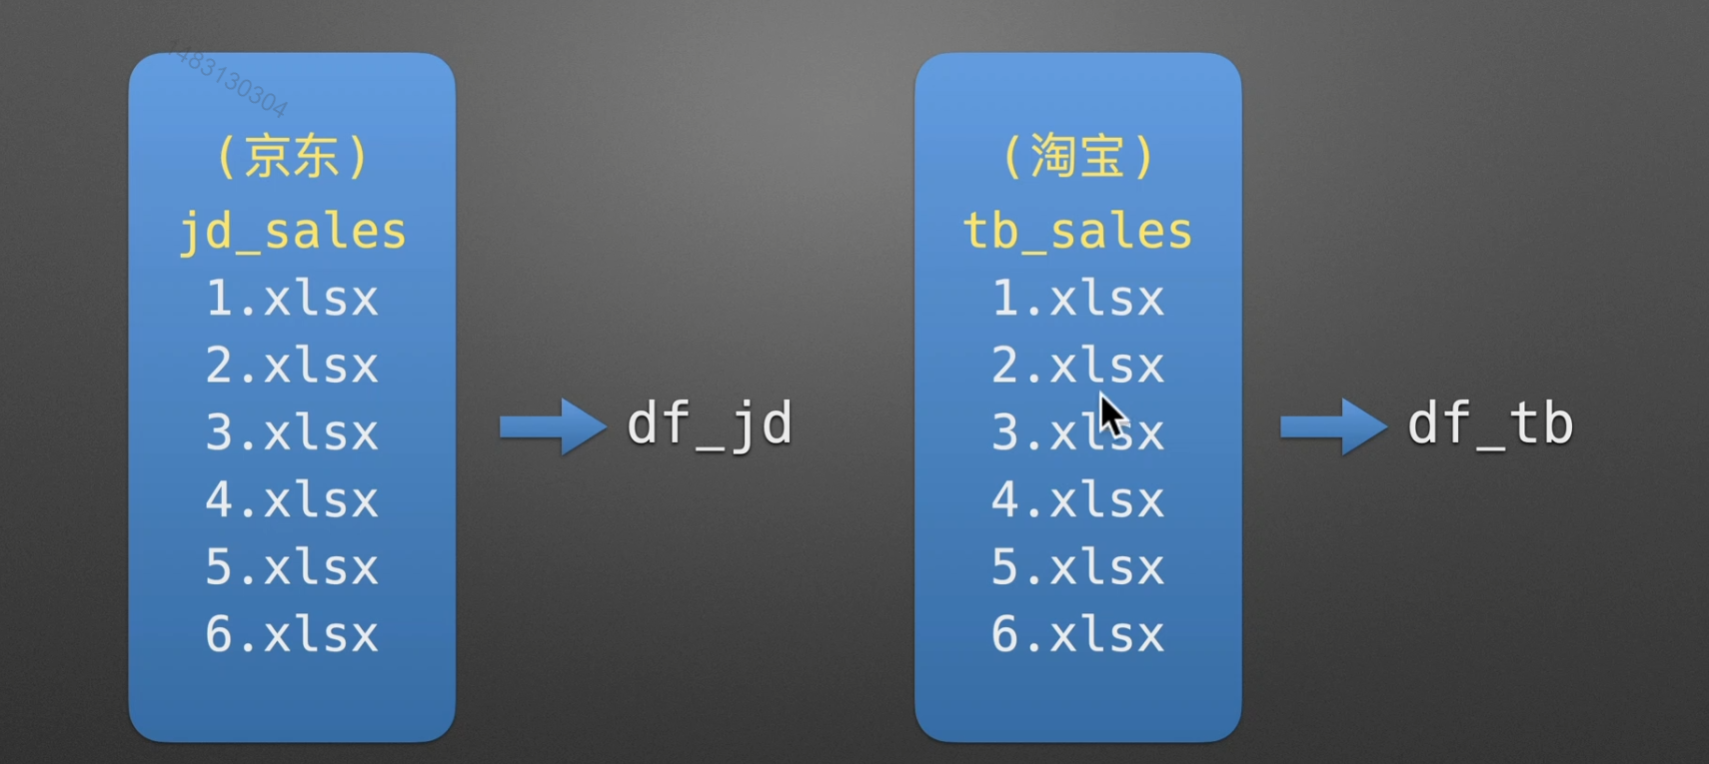 1483130304
(京东)
jd_sales
1.xlsx
2.xlsx
3.xlsx
4.xlsx
5.xlsx
6.xlsx
df_jd
(淘宝)
tb_sales
1.xlsx
2.xlsx
3.xlsx
4.xlsx
5.xlsx
6.xlsx
df_tb